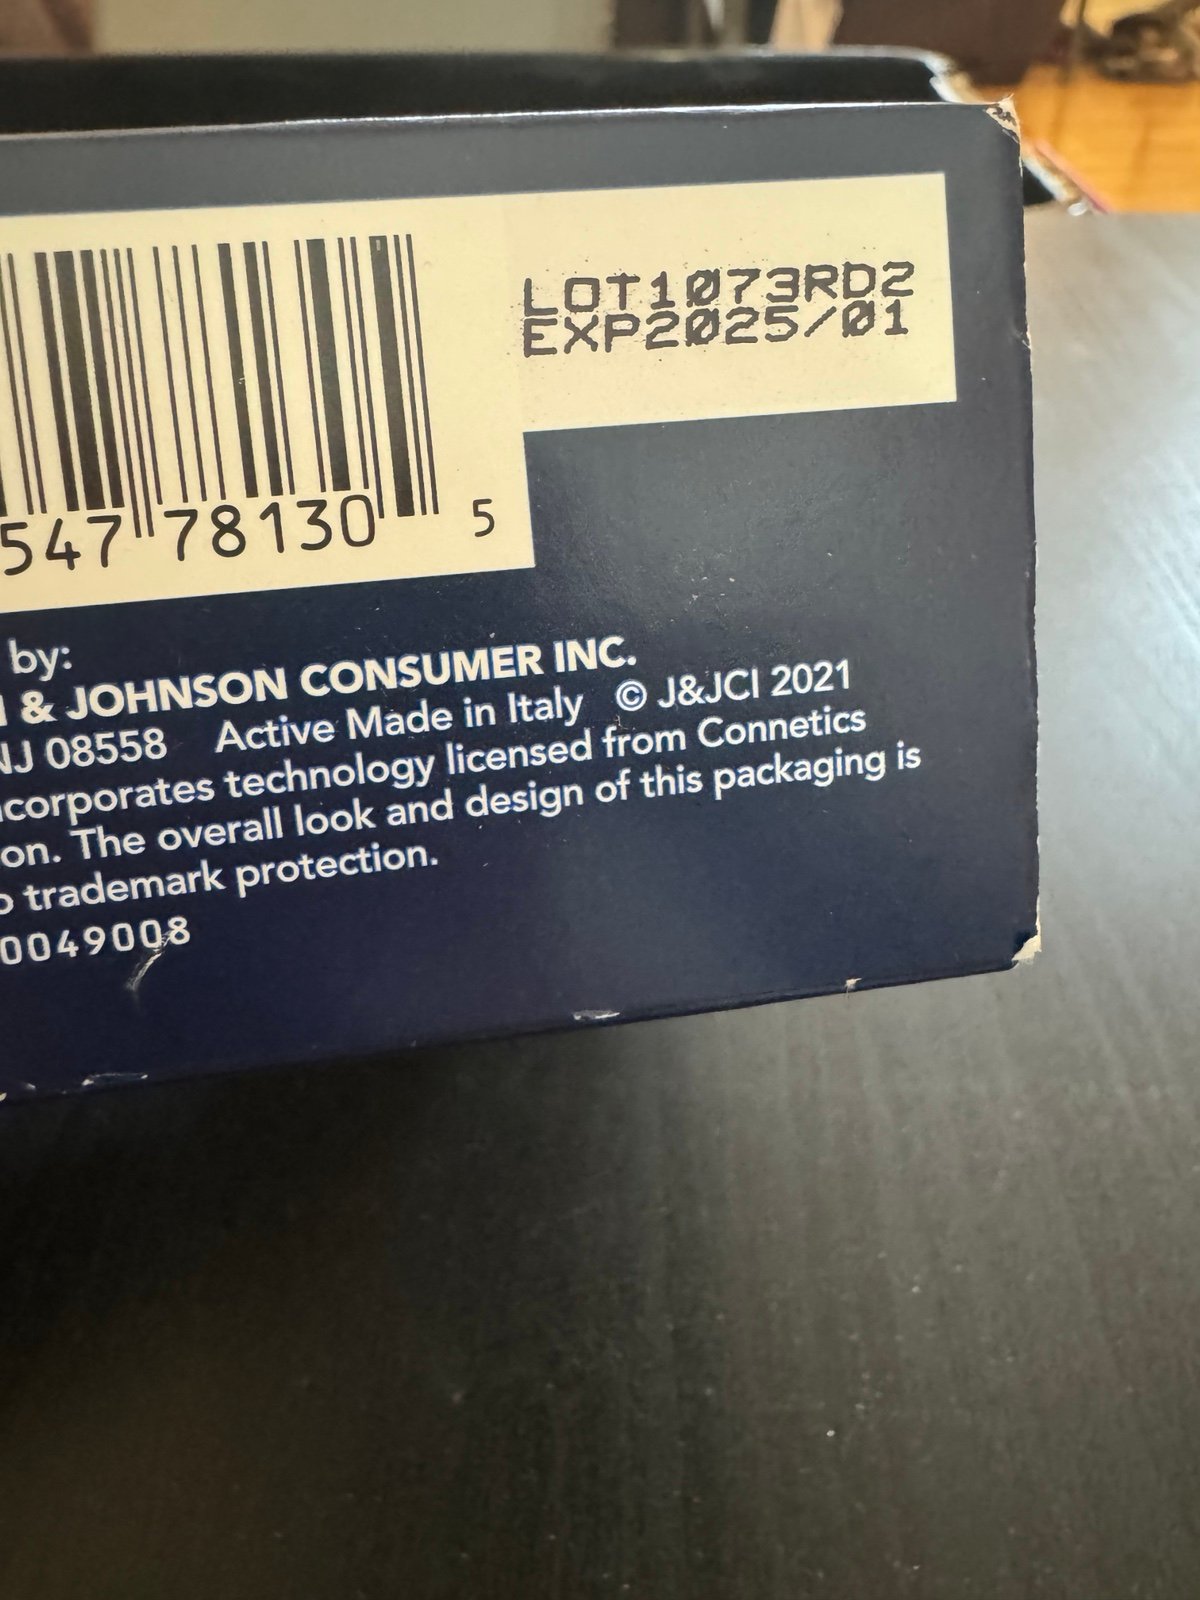 LOT1073RD2
EXP2025/01
547 78130 5
by:
& JOHNSON CONSUMER INC.
NJ 08558 Active Made in Italy © J&JCI 2021
corporates technology licensed from Connetics
on. The overall look and design of this packaging is
trademark protection.
0049008